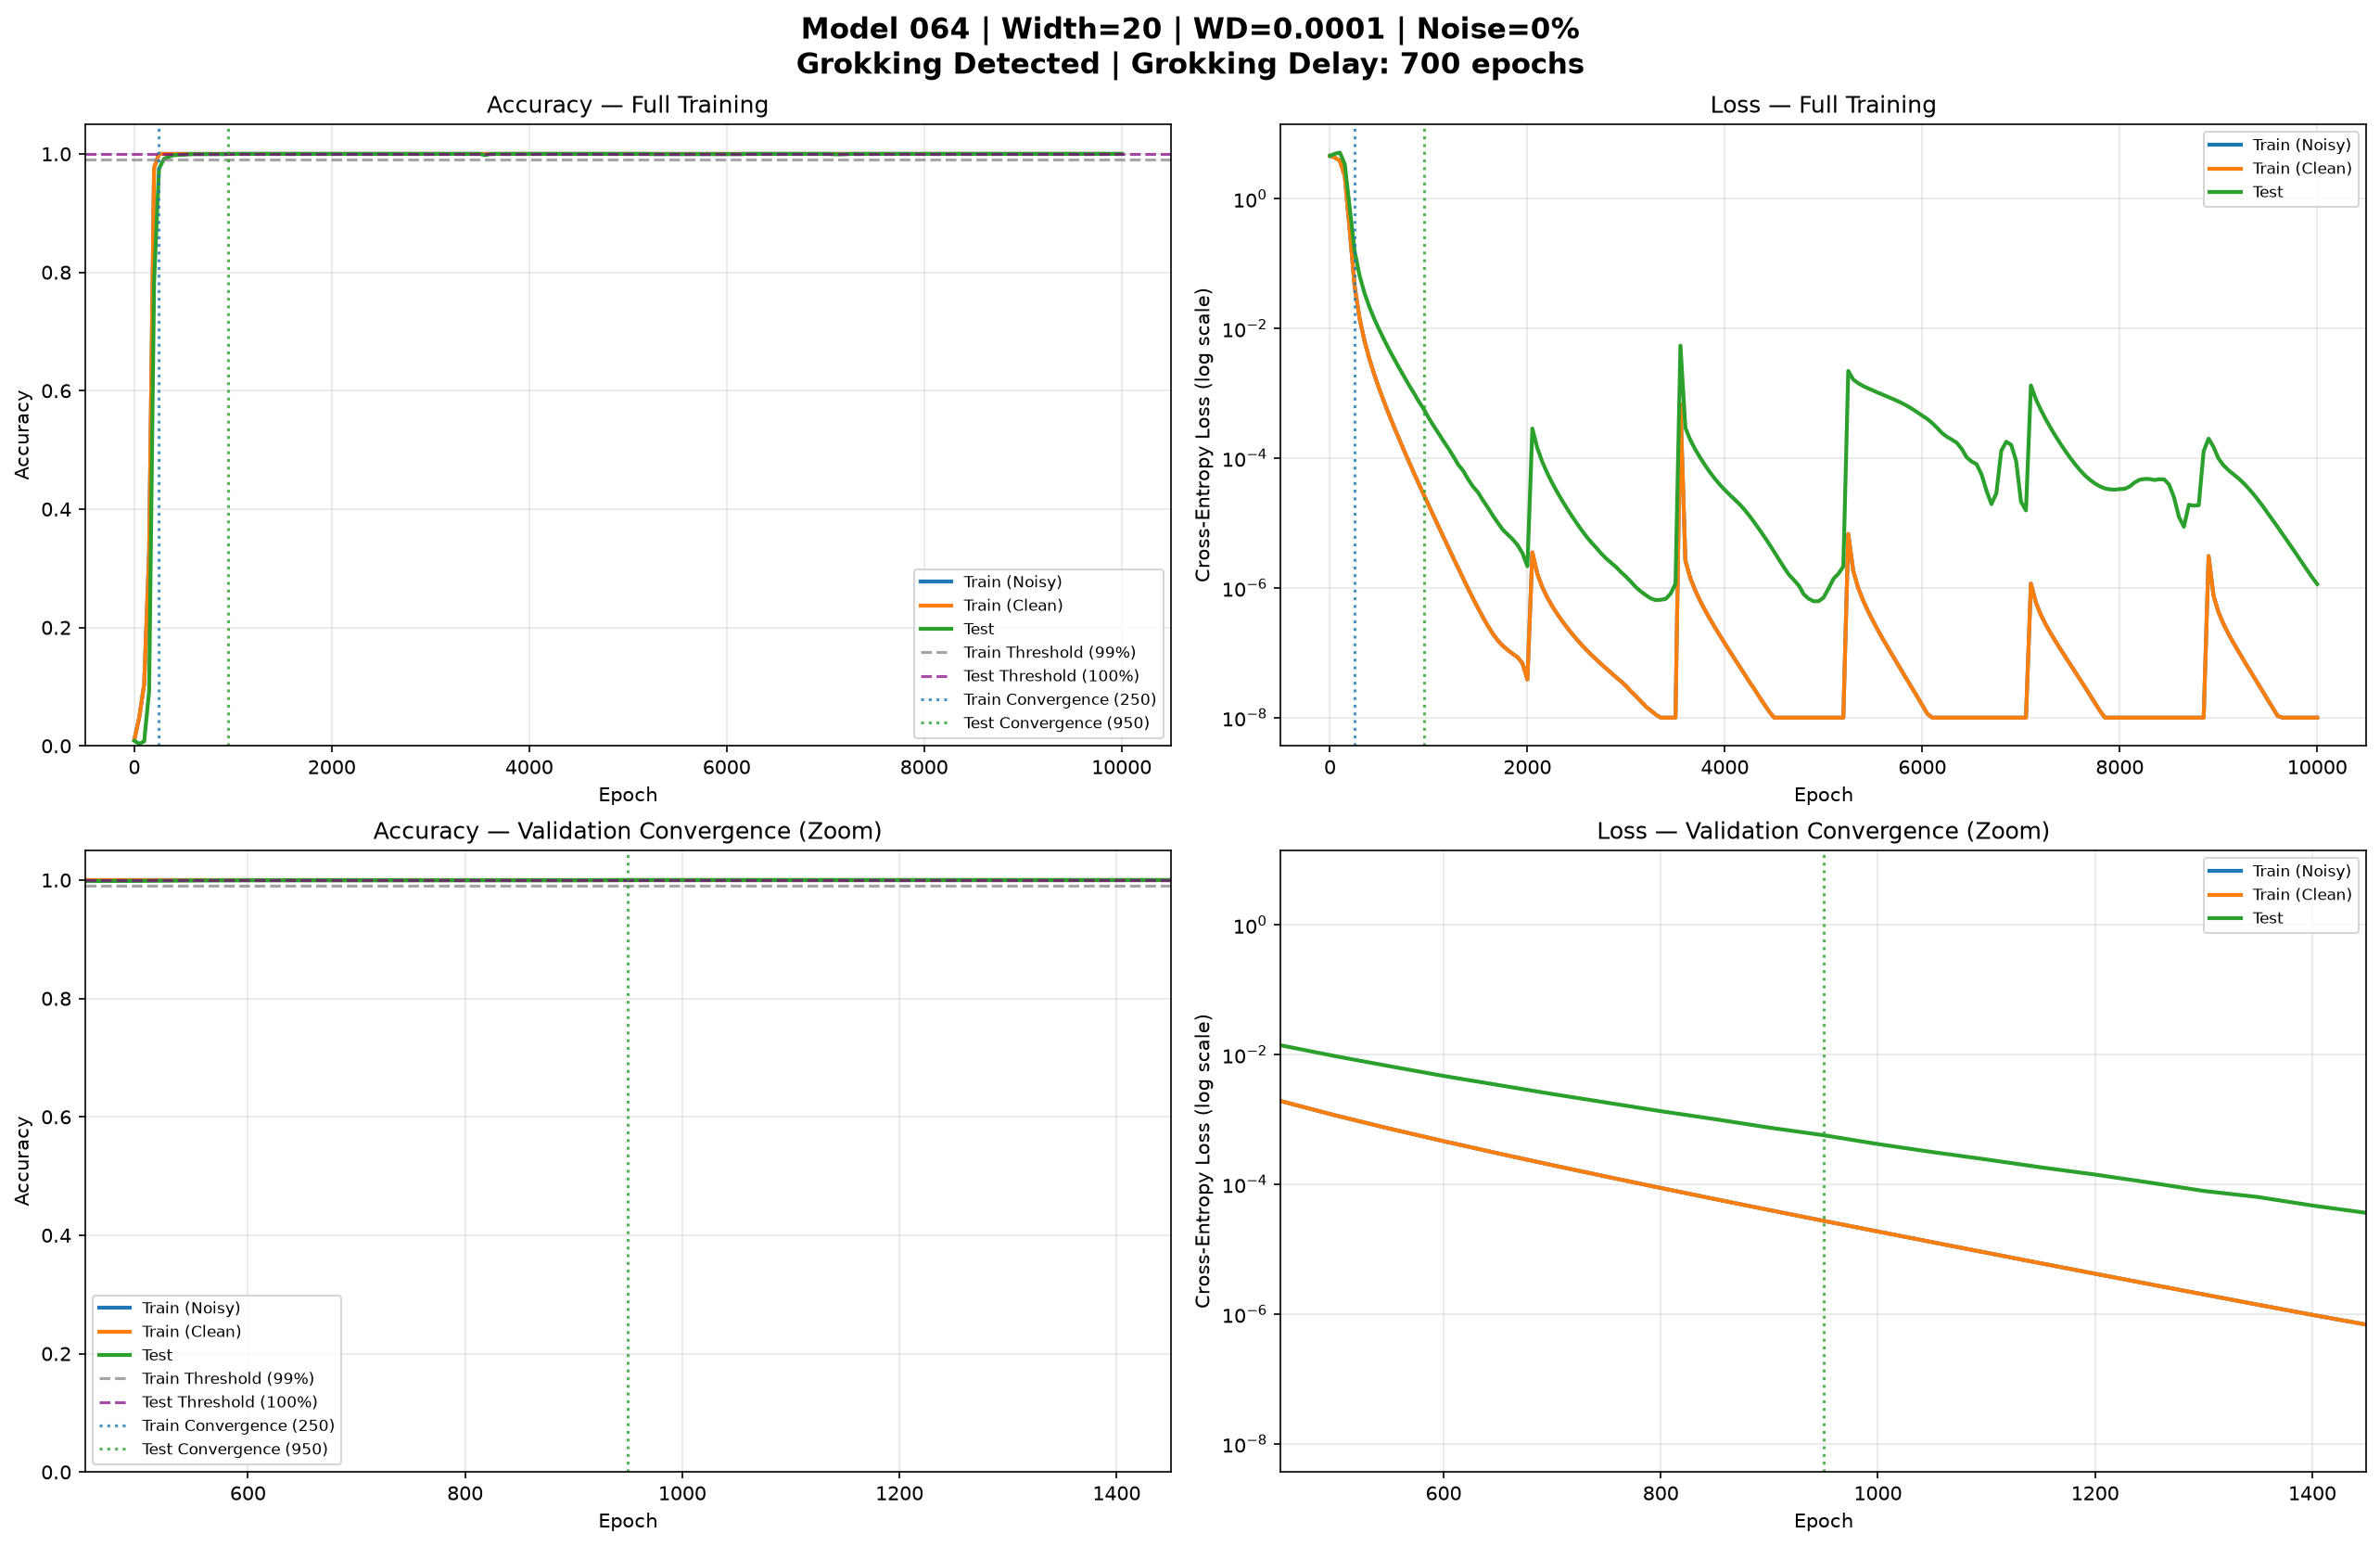 Model 064 | Width=20 | WD=0.0001 | Noise=0%
Grokking Detected | Grokking Delay: 700 epochs
Accuracy — Full Training
Accuracy
1.0
0.8
0.6
0.4
0.2
0.0
0 2000 4000 6000 8000 10000
Epoch
Train (Noisy)
Train (Clean)
Test
Train Threshold (99%)
Test Threshold (100%)
Train Convergence (250)
Test Convergence (950)
Loss — Full Training
Cross-Entropy Loss (log scale)
10⁰
10⁻²
10⁻⁴
10⁻⁶
10⁻⁸
0 2000 4000 6000 8000 10000
Epoch
Train (Noisy)
Train (Clean)
Test
Accuracy — Validation Convergence (Zoom)
Accuracy
1.0
0.8
0.6
0.4
0.2
0.0
600 800 1000 1200 1400
Epoch
Train (Noisy)
Train (Clean)
Test
Train Threshold (99%)
Test Threshold (100%)
Train Convergence (250)
Test Convergence (950)
Loss — Validation Convergence (Zoom)
Cross-Entropy Loss (log scale)
10⁰
10⁻²
10⁻⁴
10⁻⁶
10⁻⁸
600 800 1000 1200 1400
Epoch
Train (Noisy)
Train (Clean)
Test